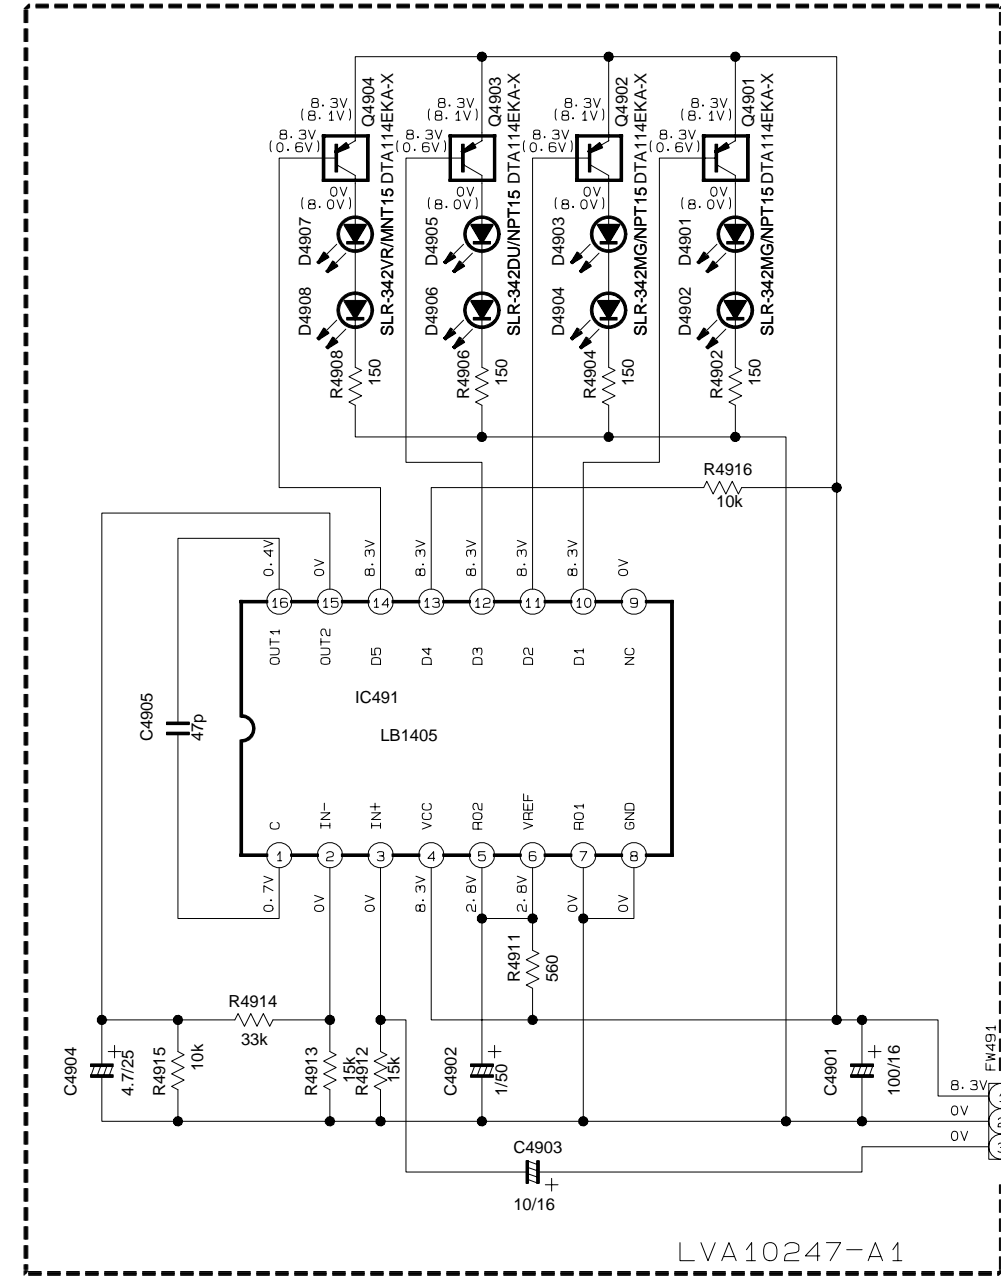 Q4904
DTA114EKA-X
8.3V
(8.1V)
8.3V
(0.6V)
0V
(8.0V)
Q4903
DTA114EKA-X
8.3V
(8.1V)
8.3V
(0.6V)
0V
(8.0V)
Q4902
DTA114EKA-X
8.3V
(8.1V)
8.3V
(0.6V)
0V
(8.0V)
Q4901
DTA114EKA-X
8.3V
(8.1V)
8.3V
(0.6V)
0V
(8.0V)
D4907
D4908
SLR-342VR/MNT15
R4908
150
D4905
D4906
SLR-342DU/NPT15
R4906
150
D4903
D4904
SLR-342MG/NPT15
R4904
150
D4901
D4902
SLR-342MG/NPT15
R4902
150
R4916
10k
0.4V
0V
8.3V
8.3V
8.3V
8.3V
8.3V
0V
16
15
14
13
12
11
10
9
OUT1
OUT2
D5
D4
D3
D2
D1
NC
IC491
LB1405
C4905
47p
C
IN-
IN+
VCC
RO2
VREF
RO1
GND
1
2
3
4
5
6
7
8
0.7V
0V
0V
8.3V
2.8V
2.8V
0V
0V
R4911
560
R4914
33k
C4904
+
4.7/25
R4915
10k
R4913
15k
R4912
15k
C4902
+
1/50
C4901
+
100/16
FW491
8.3V
1
0V
2
0V
3
C4903
+
10/16
LVA10247-A1